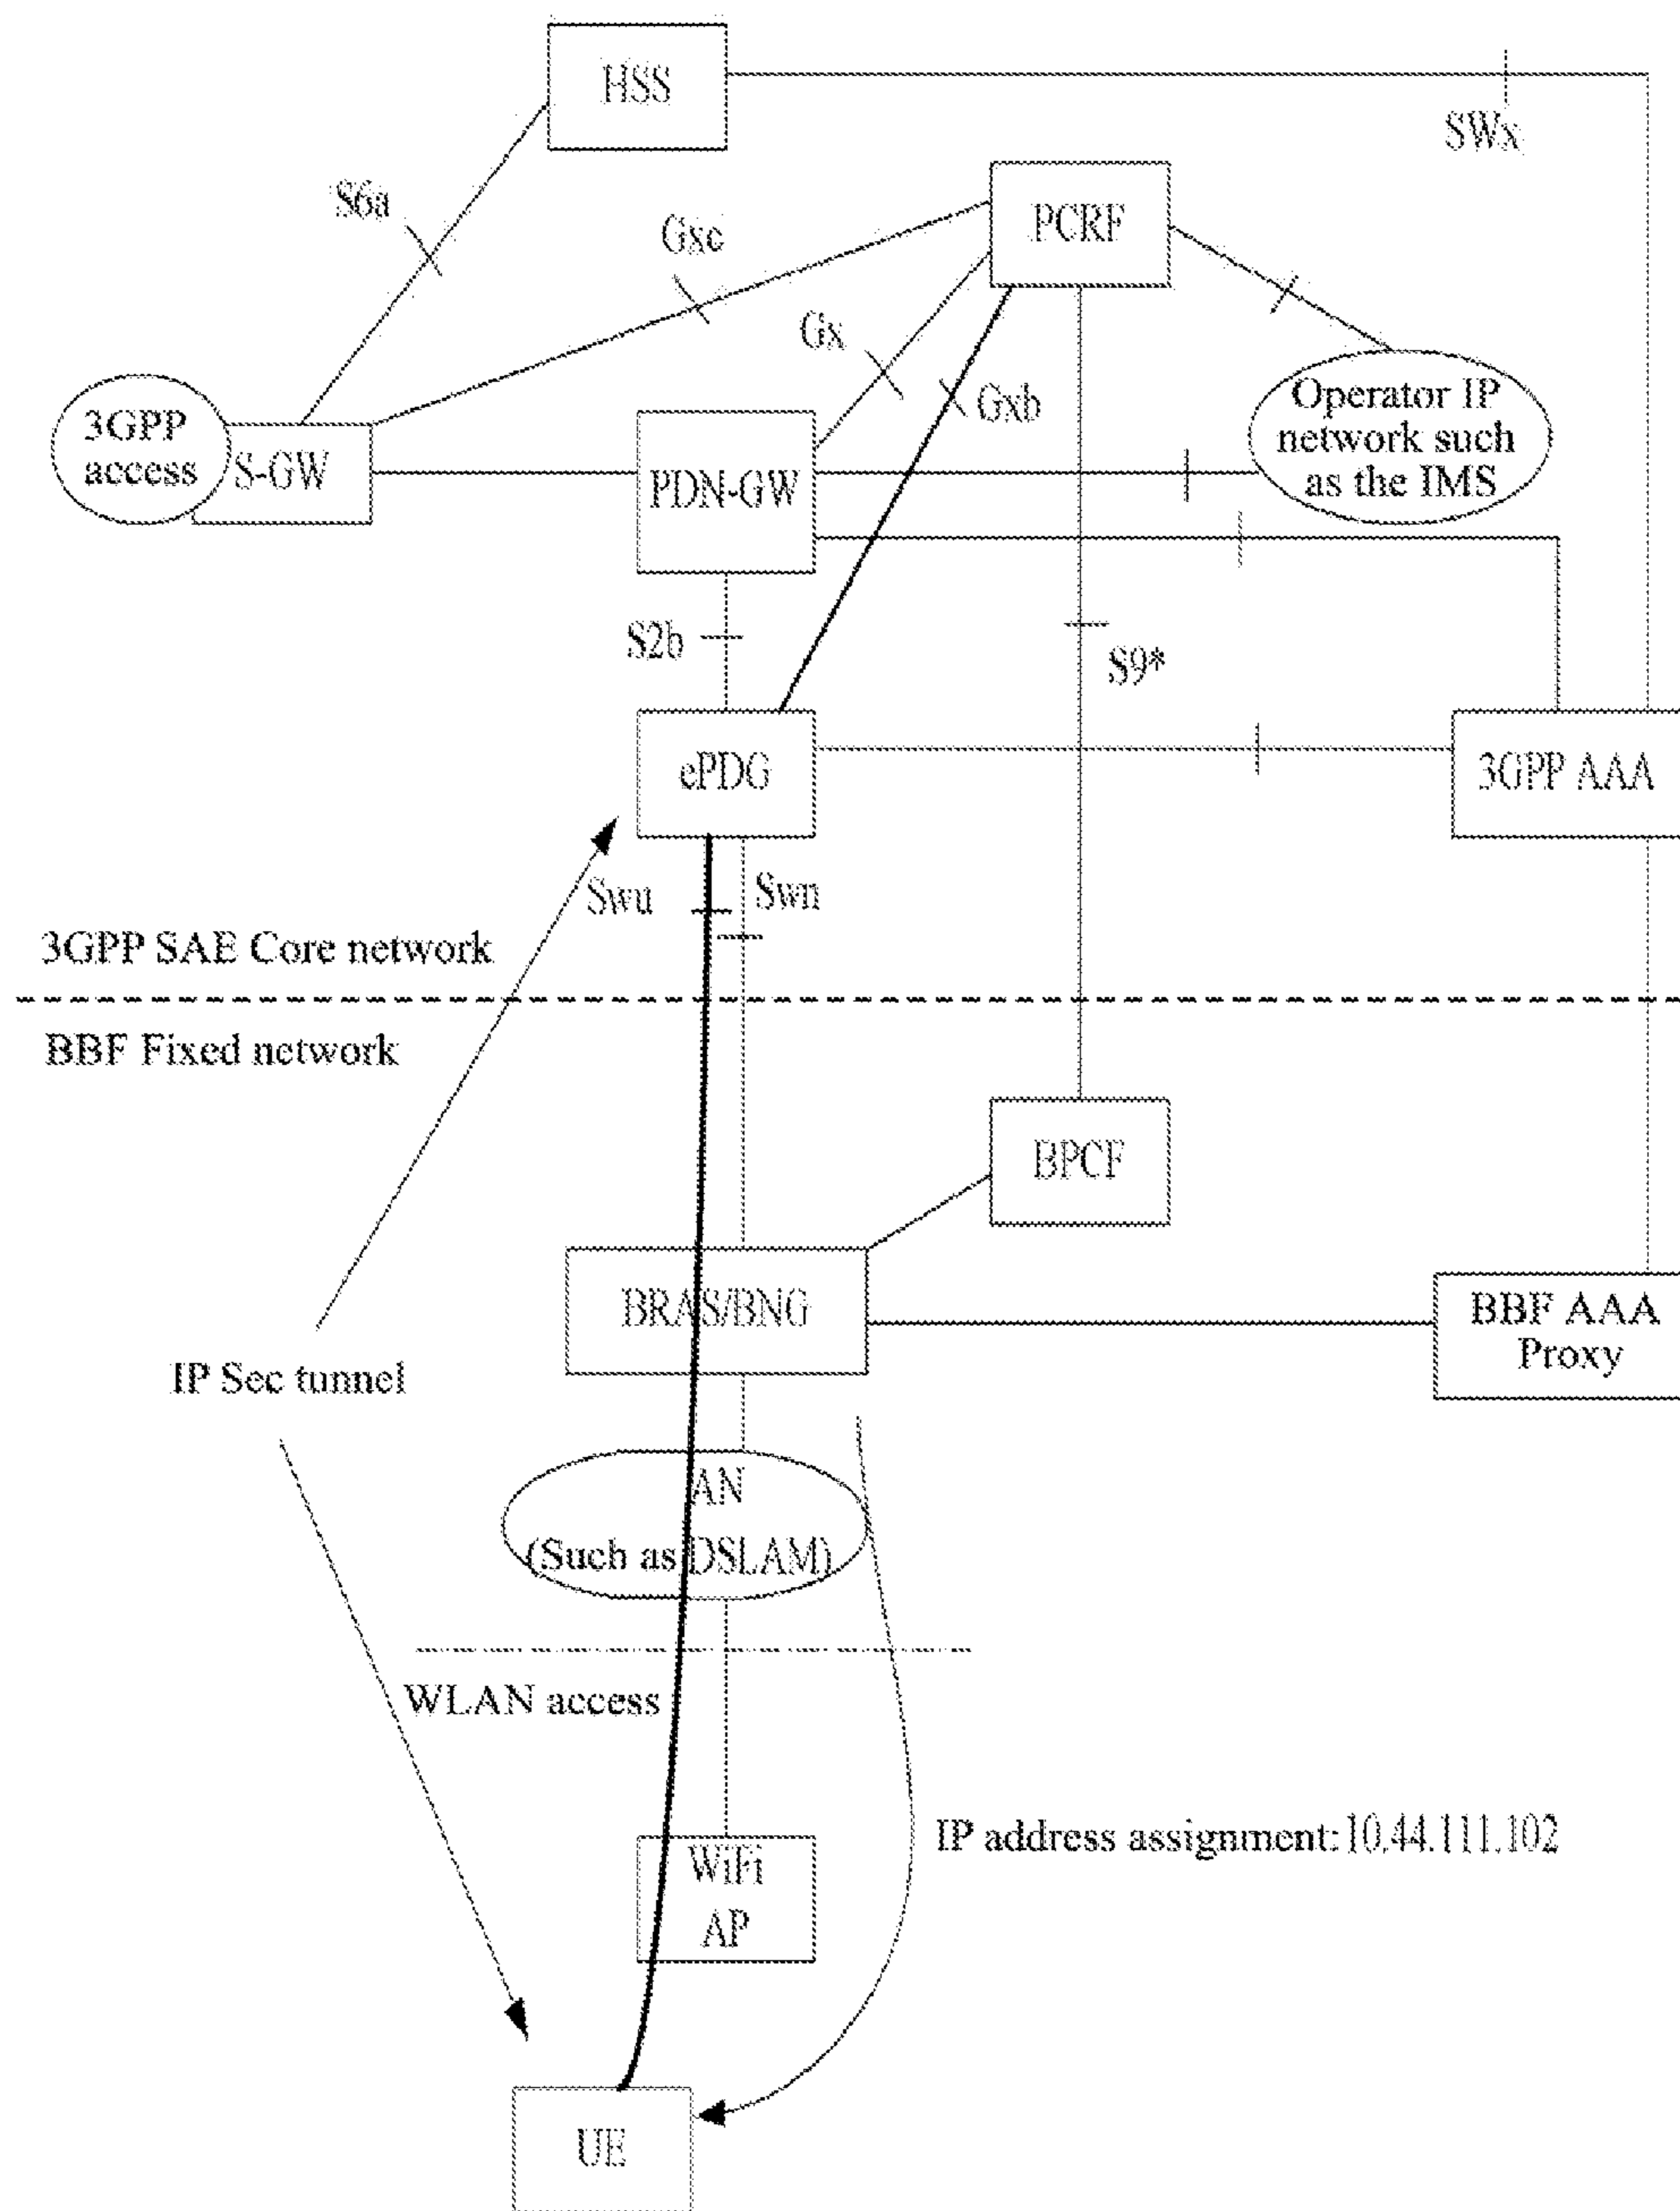 HSS
SWx
S6a
PCRF
Gxc
Gx
Gxb
3GPP
access
S-GW
PDN-GW
Operator IP
network such
as the IMS
S2b
S9*
ePDG
3GPP AAA
Swu
Swn
3GPP SAE Core network
BBF Fixed network
BPCF
BRAS/BNG
BBF AAA
Proxy
IP Sec tunnel
AN
(Such as DSLAM)
WLAN access
IP address assignment:10.44.111.102
WiFi
AP
UE